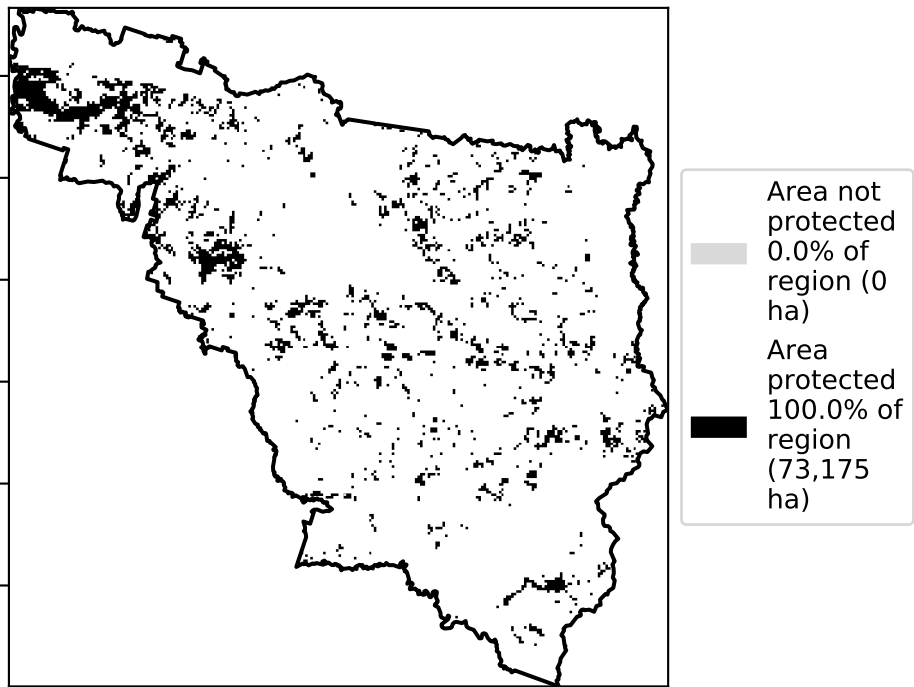 Area not
protected
0.0% of
region (0
ha)
Area
protected
100.0% of
region
(73,175
ha)